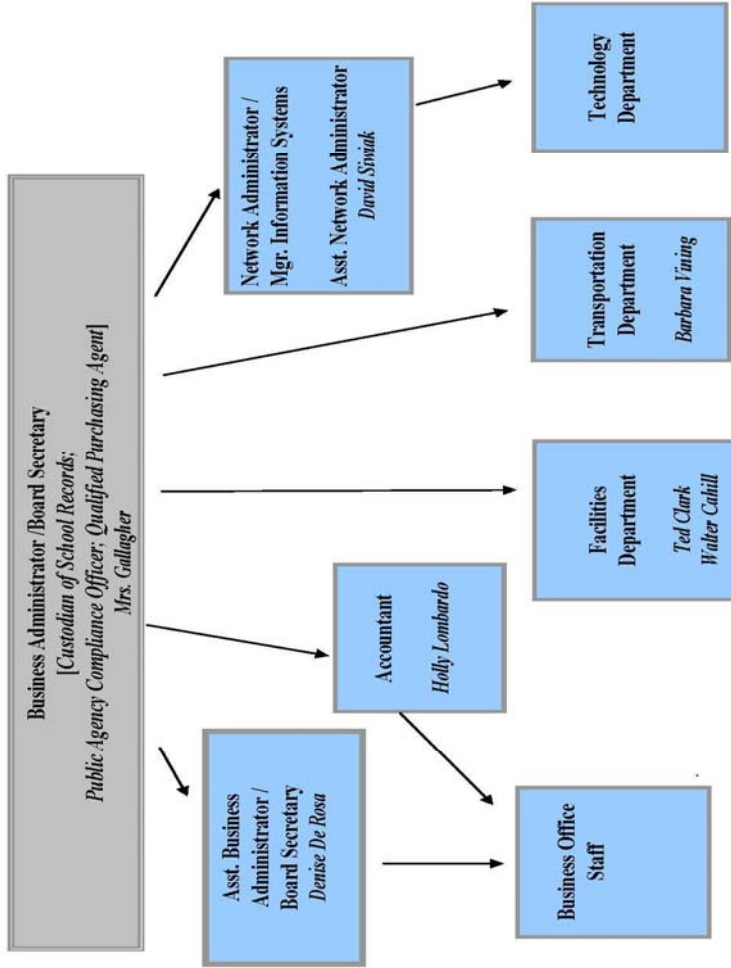 Business Administrator /Board Secretary
[Custodian of School Records;
Public Agency Compliance Officer; Qualified Purchasing Agent]
Mrs. Gallagher
Asst. Business
Administrator /
Board Secretary
Denise De Rosa
Accountant
Holly Lombardo
Network Administrator /
Mgr. Information Systems
Asst. Network Administrator
David Siwiak
Business Office
Staff
Facilities
Department
Ted Clark
Walter Cahill
Transportation
Department
Barbara Vining
Technology
Department